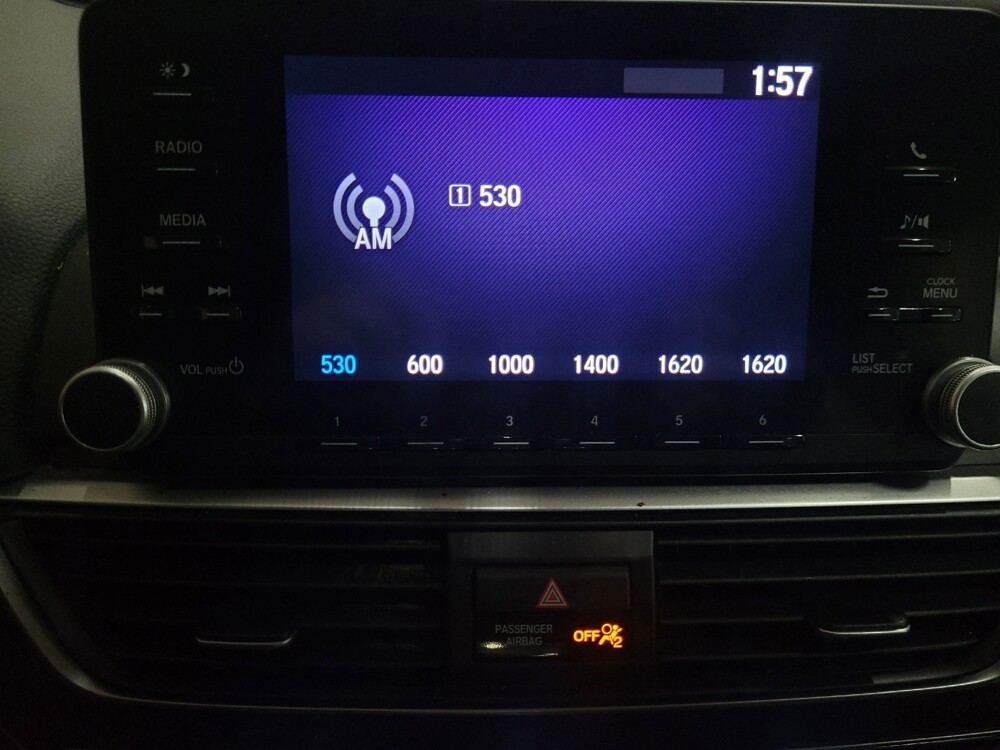 1:57
RADIO
MEDIA
AM
1 530
CLOCK
MENU
VOL PUSH
LIST
PUSH SELECT
530 600 1000 1400 1620 1620
1 2 3 4 5 6
PASSENGER
AIRBAG
OFF 2